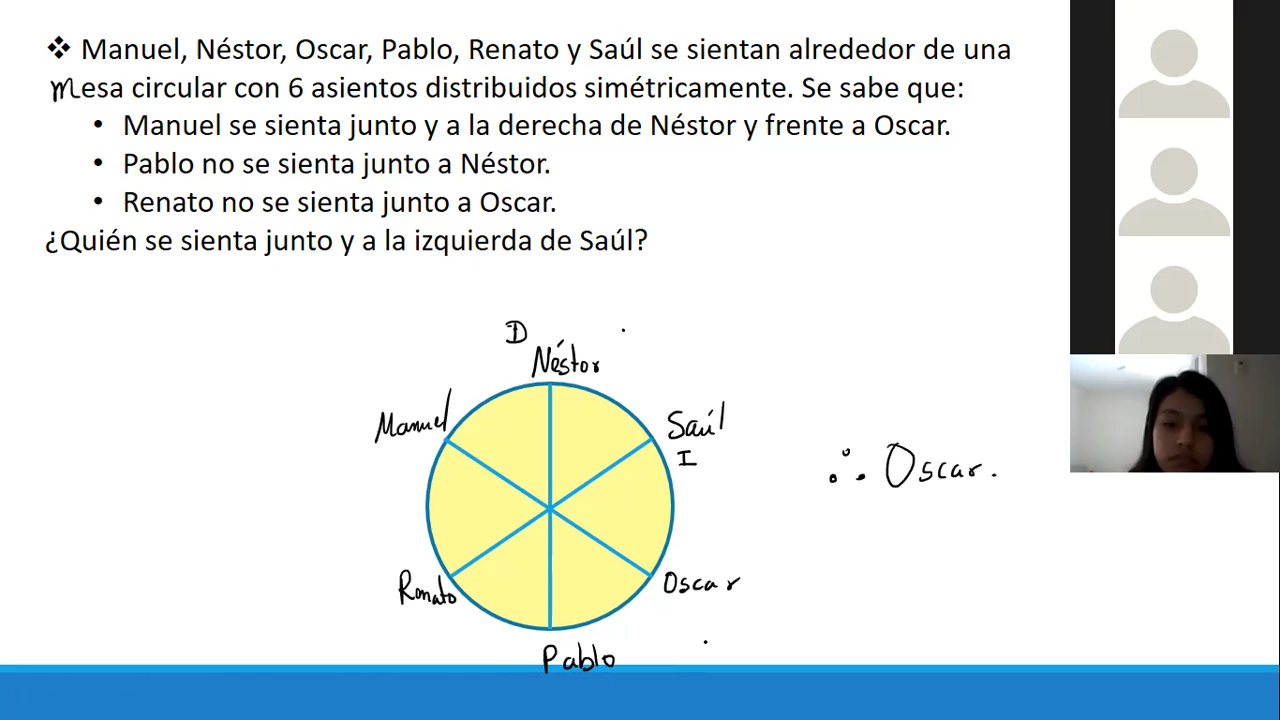 ❖ Manuel, Néstor, Oscar, Pablo, Renato y Saúl se sientan alrededor de una
mesa circular con 6 asientos distribuidos simétricamente. Se sabe que:
• Manuel se sienta junto y a la derecha de Néstor y frente a Oscar.
• Pablo no se sienta junto a Néstor.
• Renato no se sienta junto a Oscar.
¿Quién se sienta junto y a la izquierda de Saúl?
D
Néstor
Manuel
Saúl
I
∴ Oscar.
Renato
Oscar
Pablo